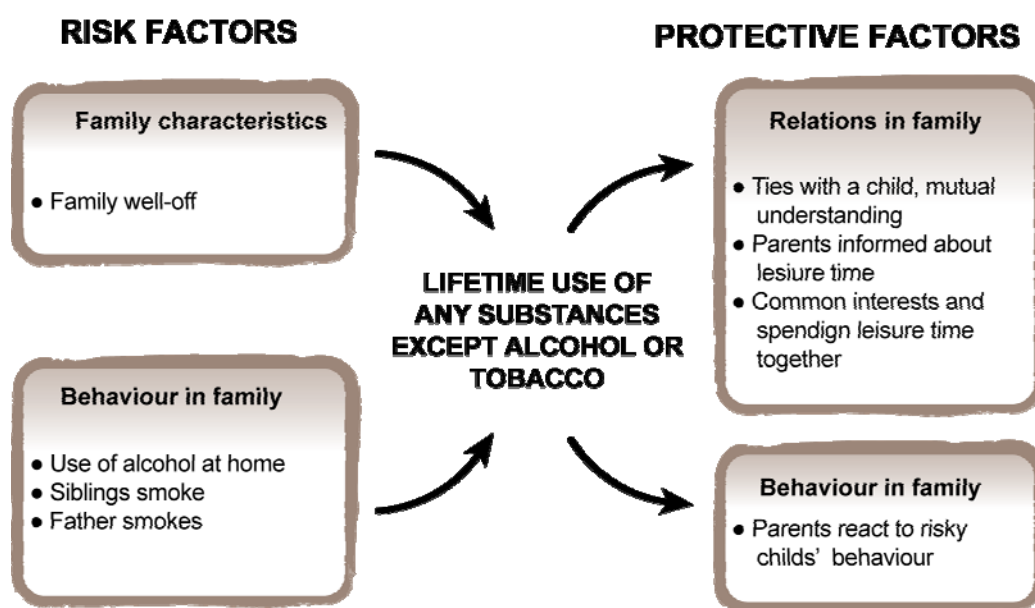 RISK FACTORS
Family characteristics
● Family well-off
Behaviour in family
● Use of alcohol at home
● Siblings smoke
● Father smokes
LIFETIME USE OF
ANY SUBSTANCES
EXCEPT ALCOHOL OR
TOBACCO
PROTECTIVE FACTORS
Relations in family
● Ties with a child, mutual
understanding
● Parents informed about
lesiure time
● Common interests and
spendign leisure time
together
Behaviour in family
● Parents react to risky
childs’ behaviour